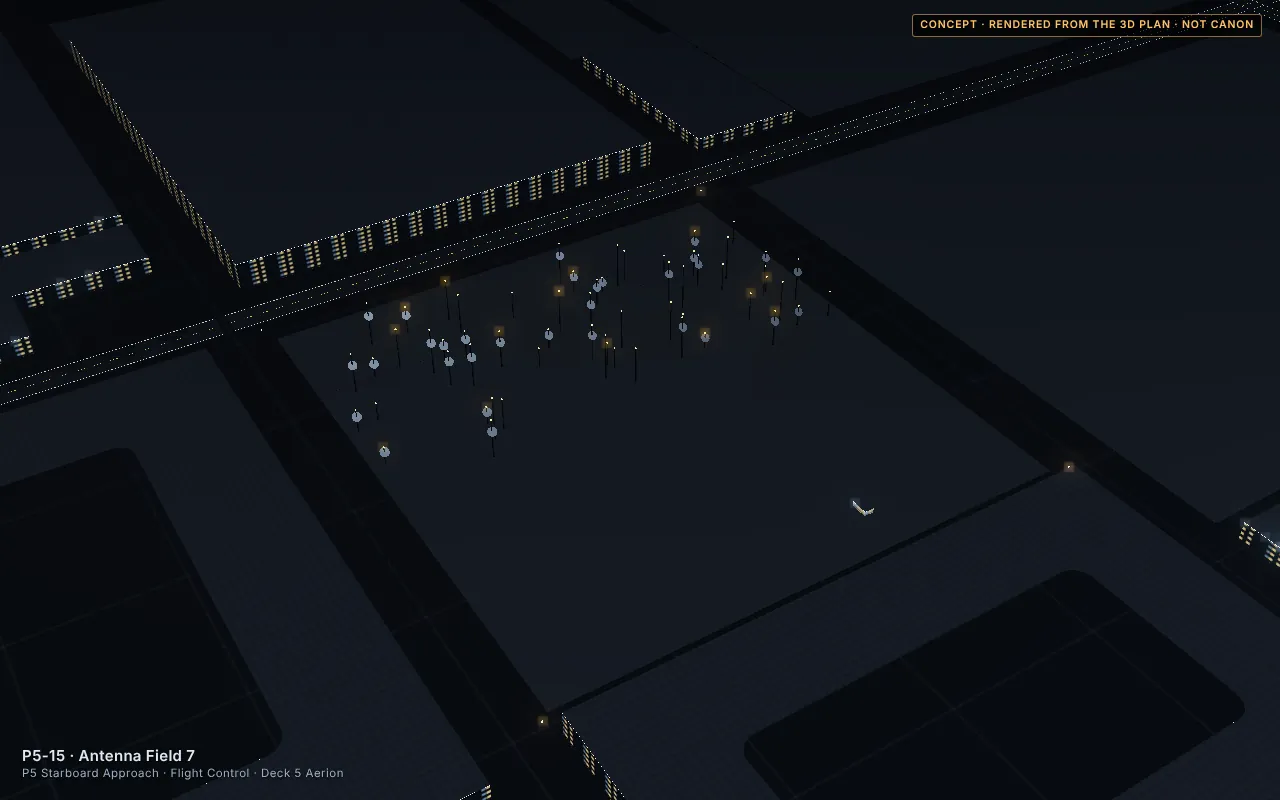 CONCEPT · RENDERED FROM THE 3D PLAN · NOT CANON
P5-15 · Antenna Field 7
P5 Starboard Approach · Flight Control · Deck 5 Aerion